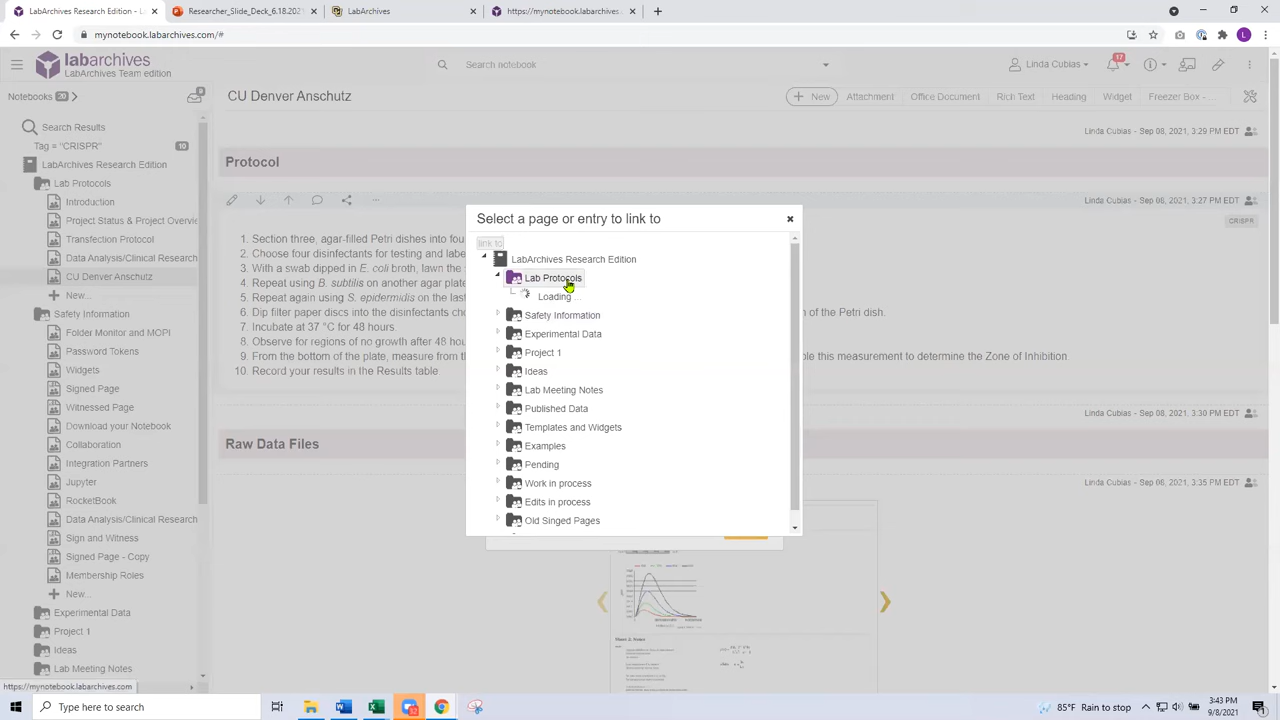 LabArchives Research Edition
Researcher_Slide_Deck_6.18.2021
LabArchives
https://mynotebook.labarchives.c
mynotebook.labarchives.com/#
labarchives
LabArchives Team edition
Search notebook
Linda Cubias
17
Notebooks 20
CU Denver Anschutz
New
Attachment
Office Document
Rich Text
Heading
Widget
Freezer Box - ...
Search Results
Tag = "CRISPR" 10
LabArchives Research Edition
Lab Protocols
Introduction
Project Status & Project Overvie
Transfection Protocol
Data Analysis/Clinical Research
CU Denver Anschutz
New...
Safety Information
Folder Monitor and MOPI
Password Tokens
Widgets
Signed Page
Witnessed Page
Download your Notebook
Collaboration
Integration Partners
Jupyter
RocketBook
Data Analysis/Clinical Research
Sign and Witness
Signed Page - Copy
Membership Roles
New...
Experimental Data
Project 1
Ideas
Lab Meeting Notes
https://mynotebook.labarchives.com
Linda Cubias - Sep 08, 2021, 3:29 PM EDT
Protocol
Linda Cubias - Sep 08, 2021, 3:27 PM EDT
CRISPR
1. Section three, agar-filled Petri dishes into fou
2. Choose four disinfectants for testing and labe
3. With a swab dipped in E. coli broth, lawn the
4. Repeat using B. subtilis on another agar plate
5. Repeat again using S. epidermidis on the las
6. Dip filter paper discs into the disinfectants cho of the Petri dish.
7. Incubate at 37 °C for 48 hours.
8. Observe for regions of no growth after 48 hour
9. From the bottom of the plate, measure from th ble this measurement to determine the Zone of Inhibition.
10. Record your results in the Results table.
Linda Cubias - Sep 08, 2021, 3:30 PM EDT
Raw Data Files
Linda Cubias - Sep 08, 2021, 3:35 PM EDT
Select a page or entry to link to
link to
LabArchives Research Edition
Lab Protocols
Loading ...
Safety Information
Experimental Data
Project 1
Ideas
Lab Meeting Notes
Published Data
Templates and Widgets
Examples
Pending
Work in process
Edits in process
Old Singed Pages
Type here to search
85°F Rain to stop
3:43 PM
9/8/2021